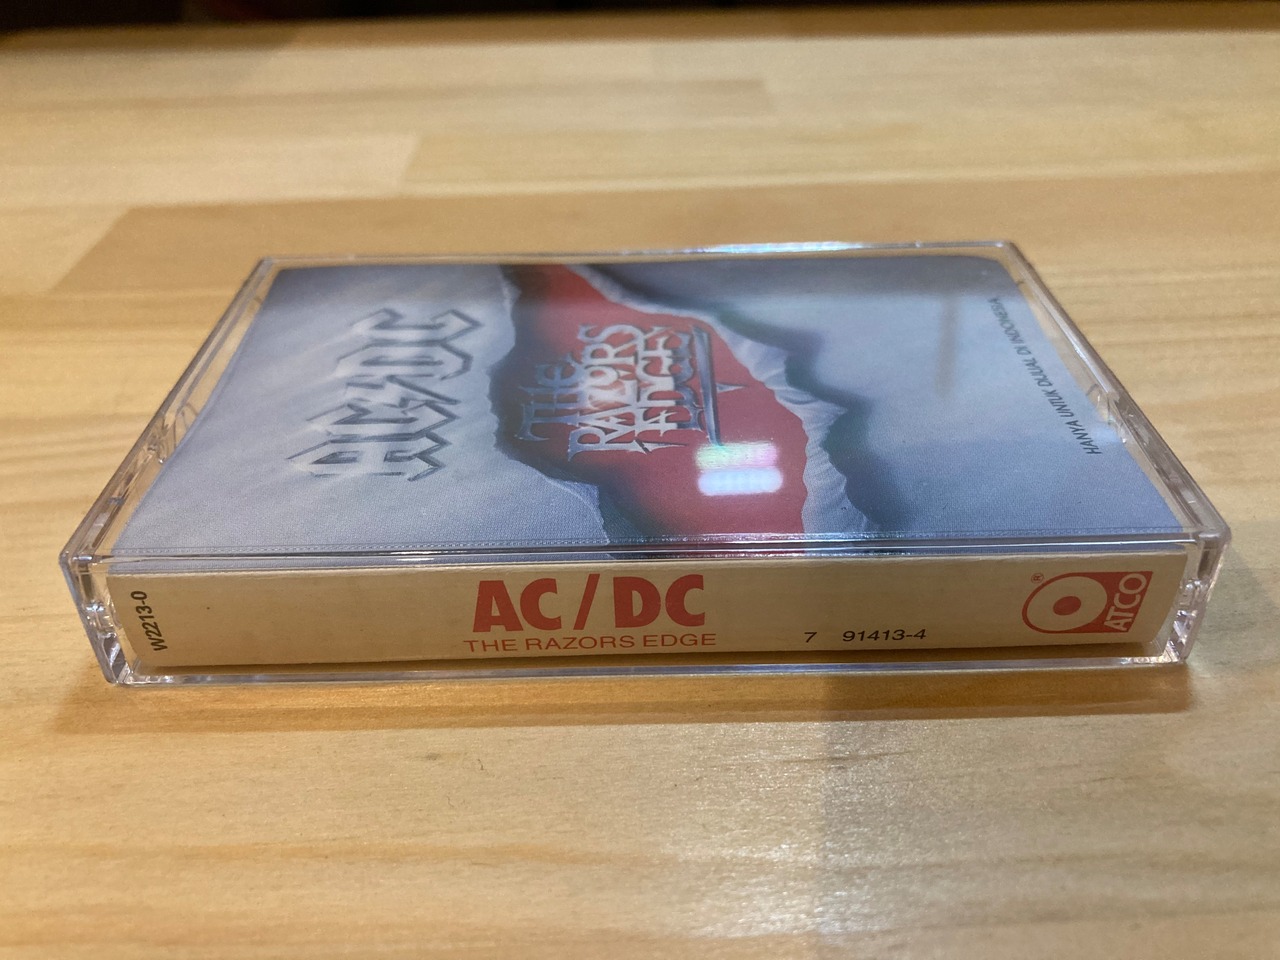 AC/DC
THE
RAZORS
EDGE
HANYA UNTUK DIJUAL DI INDONESIA
W2213-0
AC/DC
THE RAZORS EDGE
7 91413-4
®
ATCO